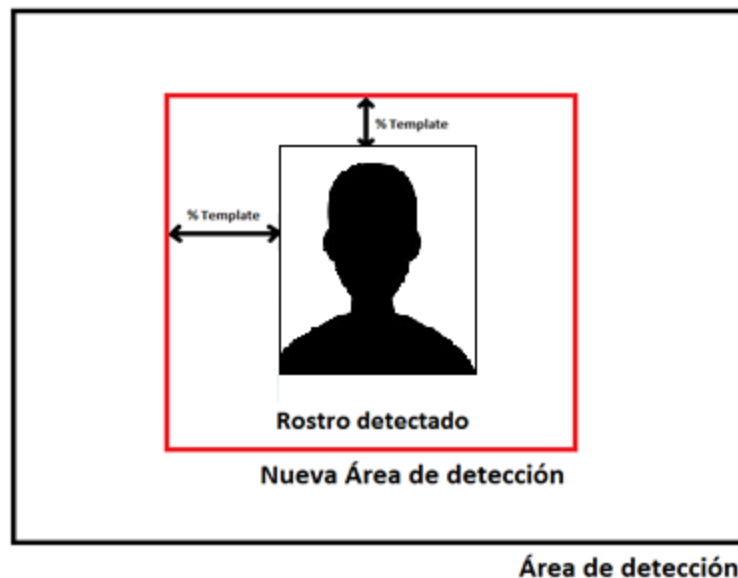 % Template
% Template
Rostro detectado
Nueva Área de detección
Área de detección